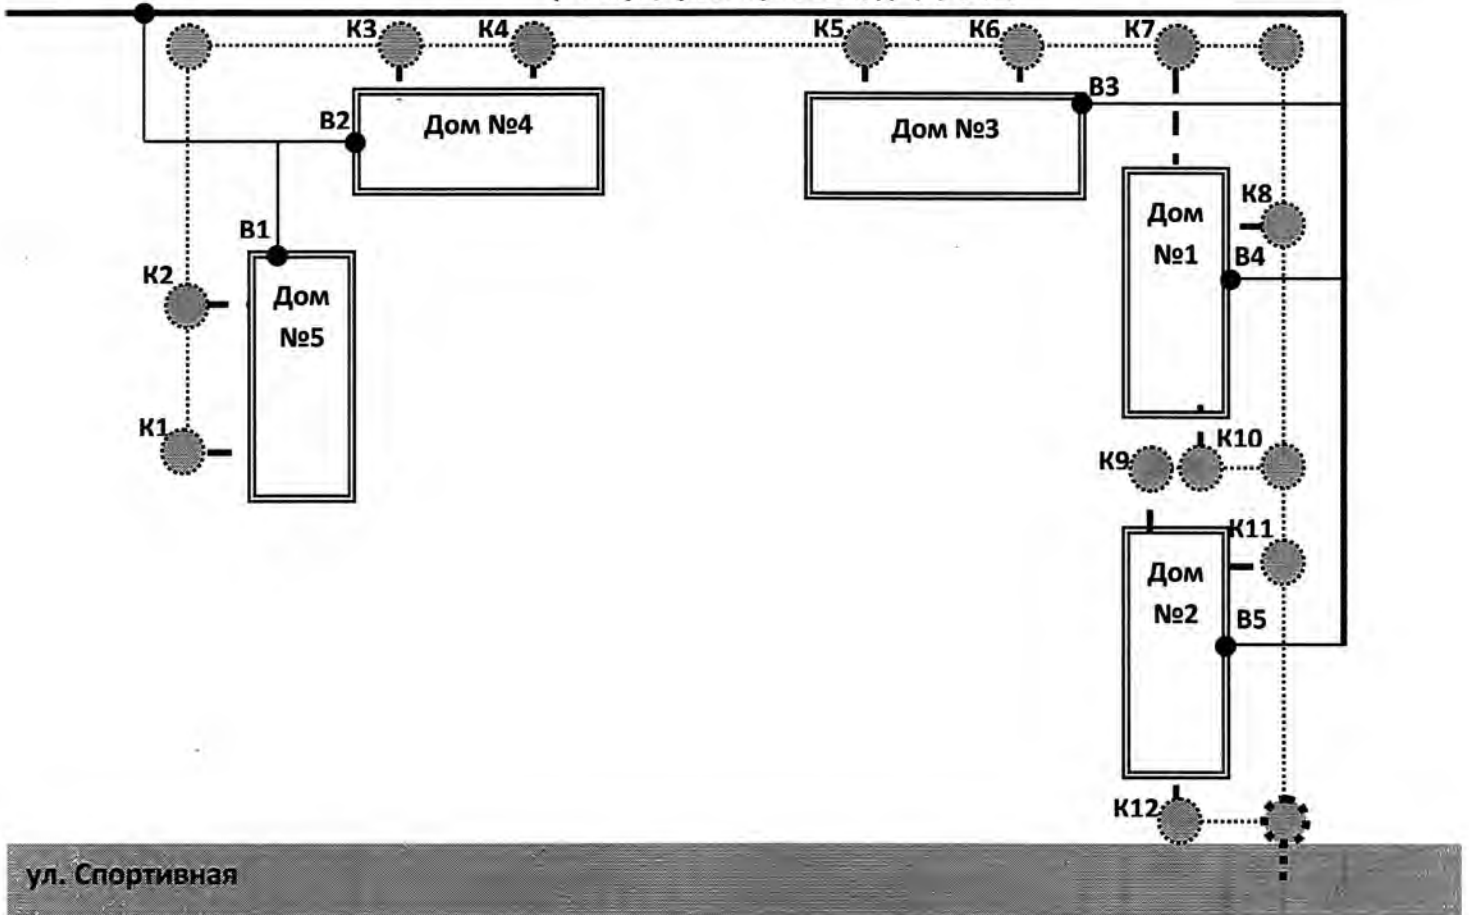 К3
К4
К5
К6
К7
В3
В2
Дом №4
Дом №3
Дом
№1
К8
В4
В1
К2
Дом
№5
К1
К10
К9
К11
Дом
№2
В5
К12
ул. Спортивная